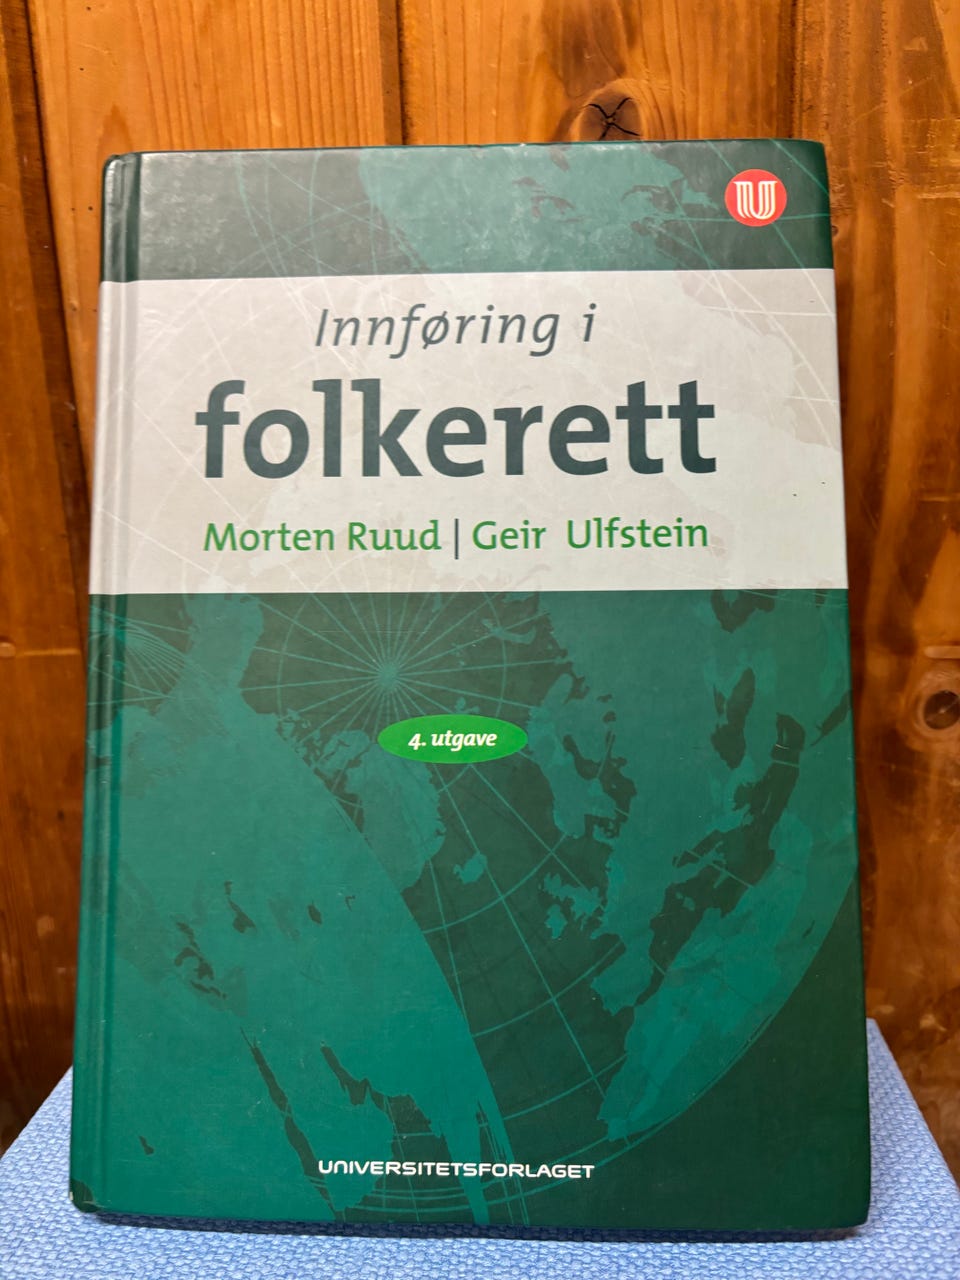 U
Innføring i
folkerett
Morten Ruud | Geir Ulfstein
4. utgave
UNIVERSITETSFORLAGET